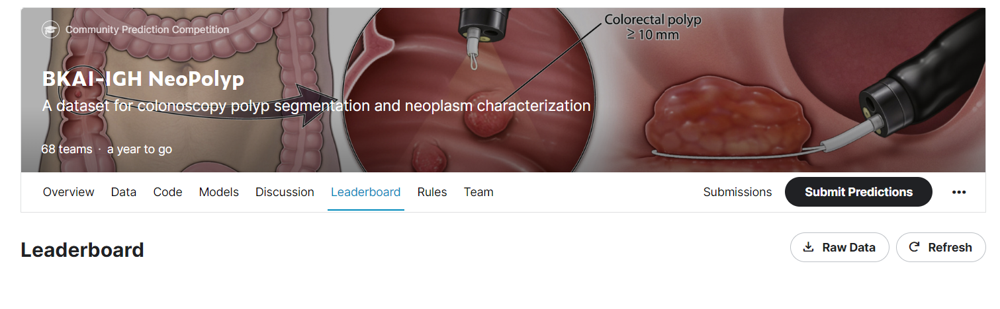 Community Prediction Competition
Colorectal polyp
≥ 10 mm
BKAI-IGH NeoPolyp
A dataset for colonoscopy polyp segmentation and neoplasm characterization
68 teams · a year to go
Overview Data Code Models Discussion Leaderboard Rules Team Submissions Submit Predictions
Leaderboard Raw Data Refresh